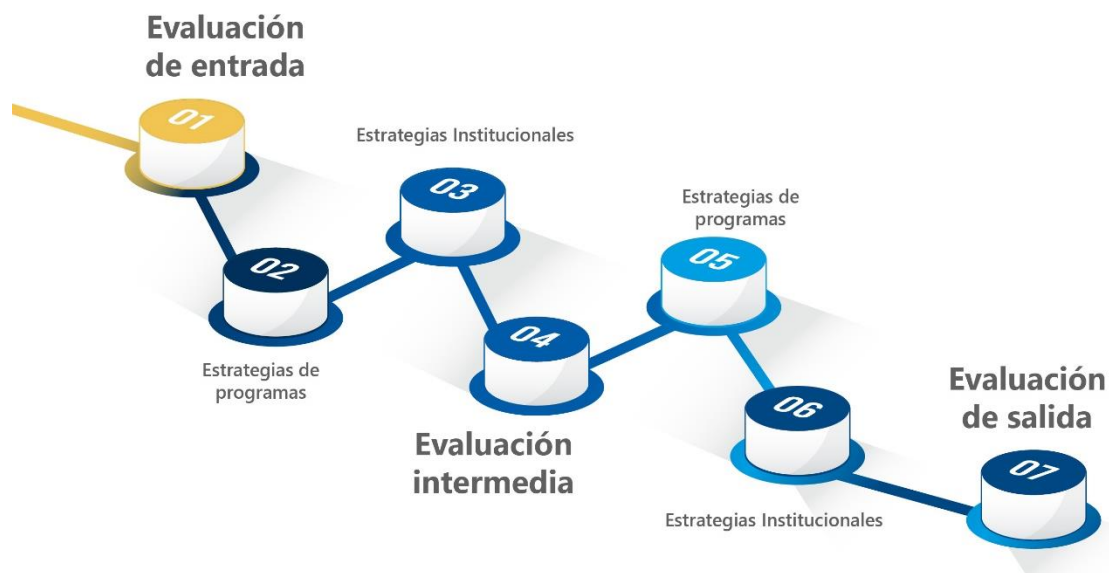 Evaluación
de entrada
01
02
Estrategias de
programas
Estrategias Institucionales
03
04
Evaluación
intermedia
Estrategias de
programas
05
06
Estrategias Institucionales
Evaluación
de salida
07